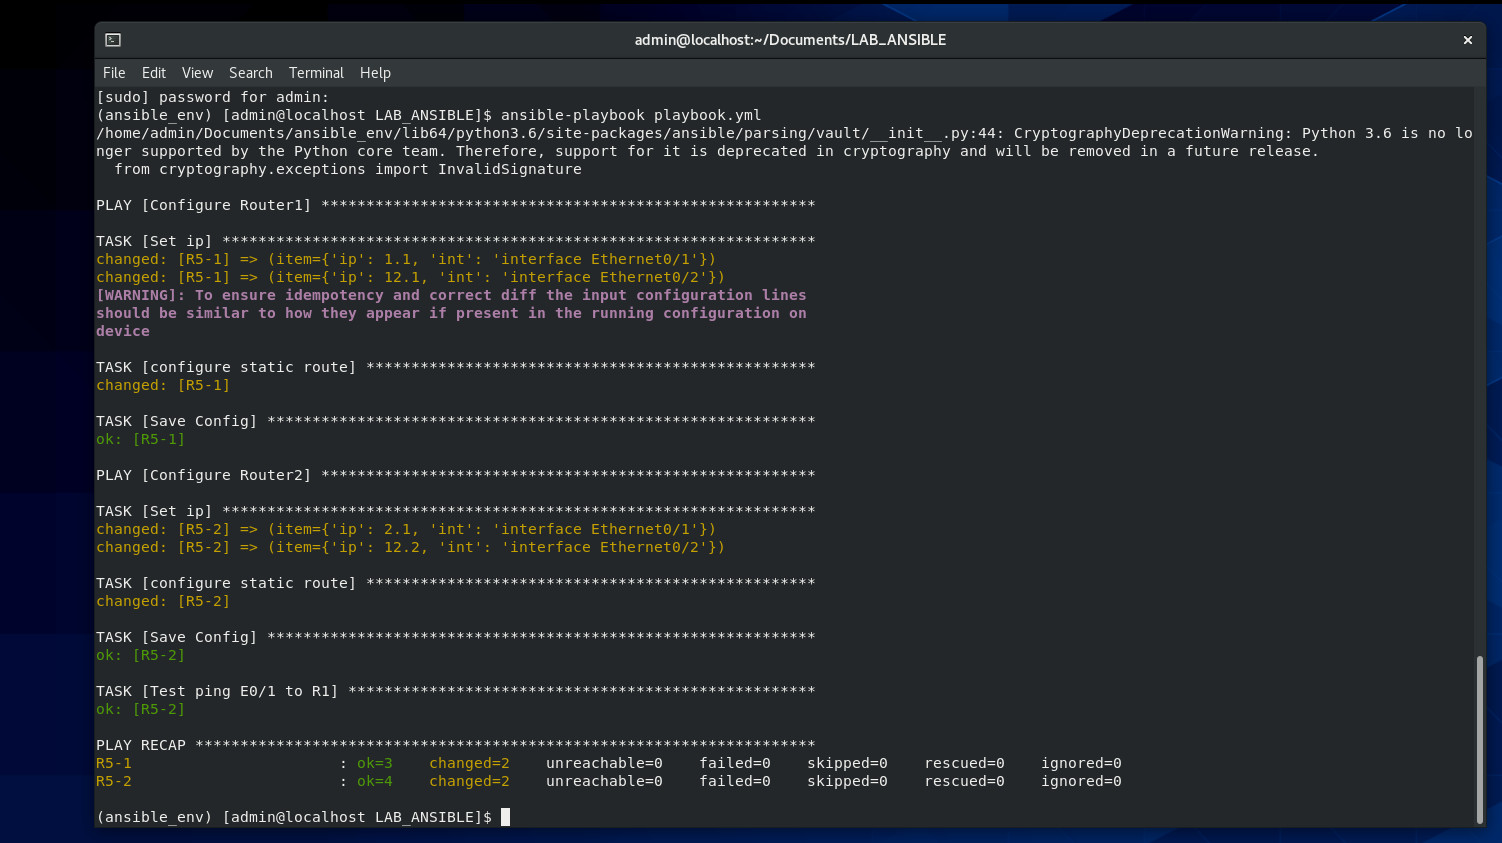 admin@localhost:~/Documents/LAB_ANSIBLE
File Edit View Search Terminal Help
[sudo] password for admin:
(ansible_env) [admin@localhost LAB_ANSIBLE]$ ansible-playbook playbook.yml
/home/admin/Documents/ansible_env/lib64/python3.6/site-packages/ansible/parsing/vault/__init__.py:44: CryptographyDeprecationWarning: Python 3.6 is no lo
nger supported by the Python core team. Therefore, support for it is deprecated in cryptography and will be removed in a future release.
  from cryptography.exceptions import InvalidSignature
PLAY [Configure Router1] *******************************************************
TASK [Set ip] ******************************************************************
changed: [R5-1] => (item={'ip': 1.1, 'int': 'interface Ethernet0/1'})
changed: [R5-1] => (item={'ip': 12.1, 'int': 'interface Ethernet0/2'})
[WARNING]: To ensure idempotency and correct diff the input configuration lines
should be similar to how they appear if present in the running configuration on
device
TASK [configure static route] **************************************************
changed: [R5-1]
TASK [Save Config] *************************************************************
ok: [R5-1]
PLAY [Configure Router2] *******************************************************
TASK [Set ip] ******************************************************************
changed: [R5-2] => (item={'ip': 2.1, 'int': 'interface Ethernet0/1'})
changed: [R5-2] => (item={'ip': 12.2, 'int': 'interface Ethernet0/2'})
TASK [configure static route] **************************************************
changed: [R5-2]
TASK [Save Config] *************************************************************
ok: [R5-2]
TASK [Test ping E0/1 to R1] ****************************************************
ok: [R5-2]
PLAY RECAP *********************************************************************
R5-1                       : ok=3    changed=2    unreachable=0    failed=0    skipped=0    rescued=0    ignored=0
R5-2                       : ok=4    changed=2    unreachable=0    failed=0    skipped=0    rescued=0    ignored=0
(ansible_env) [admin@localhost LAB_ANSIBLE]$